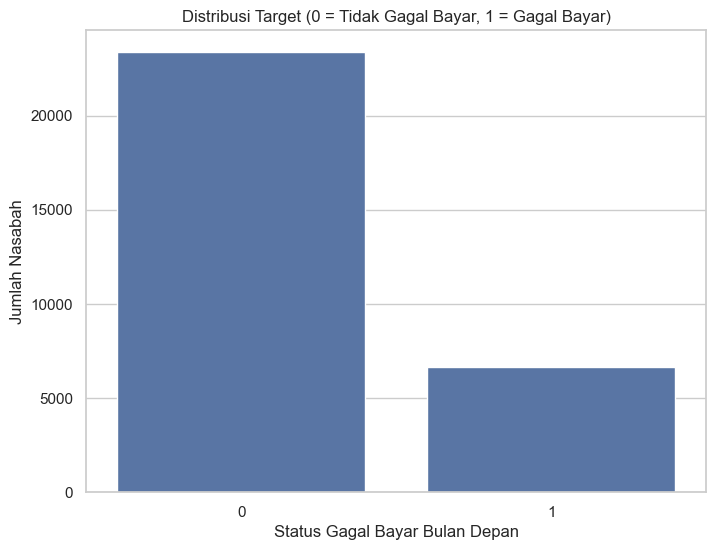 Distribusi Target (0 = Tidak Gagal Bayar, 1 = Gagal Bayar)
Jumlah Nasabah
20000
15000
10000
5000
0
0 1
Status Gagal Bayar Bulan Depan